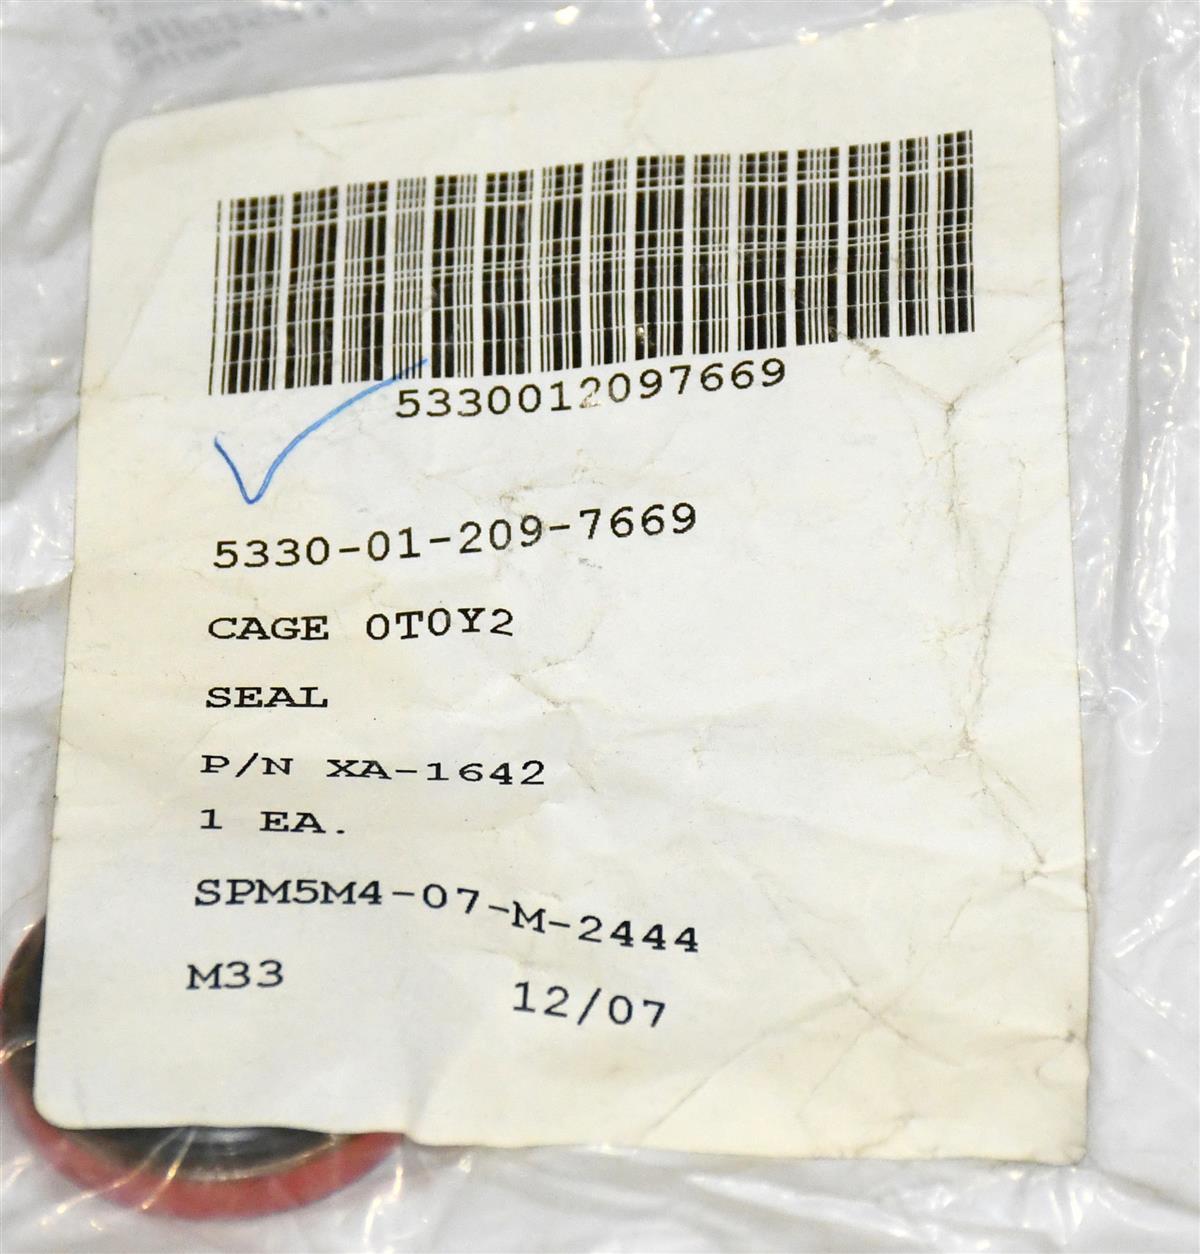 5330012097669
5330-01-209-7669
CAGE 0T0Y2
SEAL
P/N XA-1642
1 EA.
SPM5M4-07-M-2444
M33 12/07